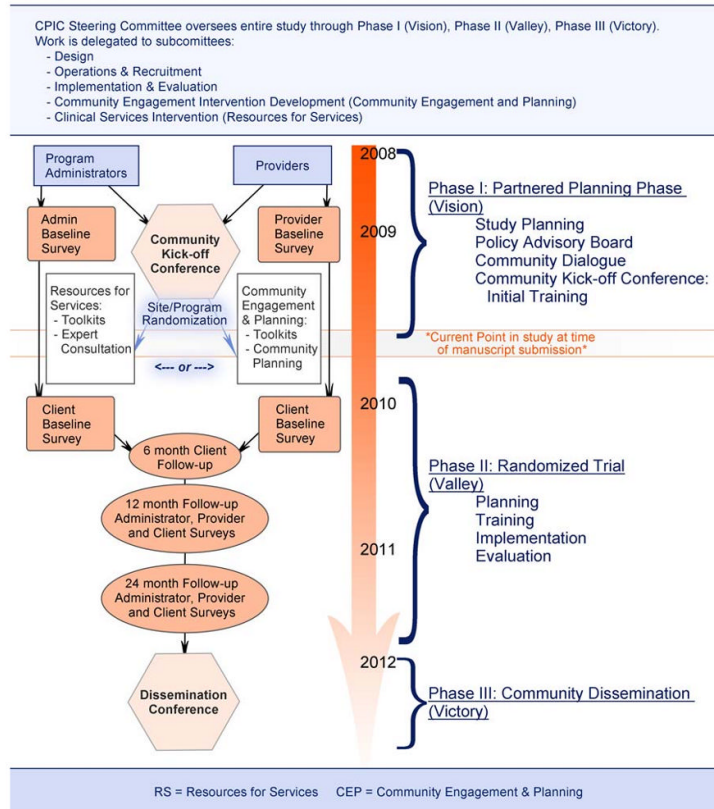 CPIC Steering Committee oversees entire study through Phase I (Vision), Phase II (Valley), Phase III (Victory).
Work is delegated to subcomittees:
- Design
- Operations & Recruitment
- Implementation & Evaluation
- Community Engagement Intervention Development (Community Engagement and Planning)
- Clinical Services Intervention (Resources for Services)
Program
Administrators
Providers
Admin
Baseline
Survey
Community
Kick-off
Conference
Provider
Baseline
Survey
Resources for
Services:
- Toolkits
- Expert
Consultation
Site/Program
Randomization
Community
Engagement
& Planning:
- Toolkits
- Community
Planning
<--- or --->
Client
Baseline
Survey
Client
Baseline
Survey
6 month Client
Follow-up
12 month Follow-up
Administrator, Provider
and Client Surveys
24 month Follow-up
Administrator, Provider
and Client Surveys
Dissemination
Conference
2008
2009
2010
2011
2012
Phase I: Partnered Planning Phase
(Vision)
Study Planning
Policy Advisory Board
Community Dialogue
Community Kick-off Conference:
Initial Training
*Current Point in study at time
of manuscript submission*
Phase II: Randomized Trial
(Valley)
Planning
Training
Implementation
Evaluation
Phase III: Community Dissemination
(Victory)
RS = Resources for Services CEP = Community Engagement & Planning